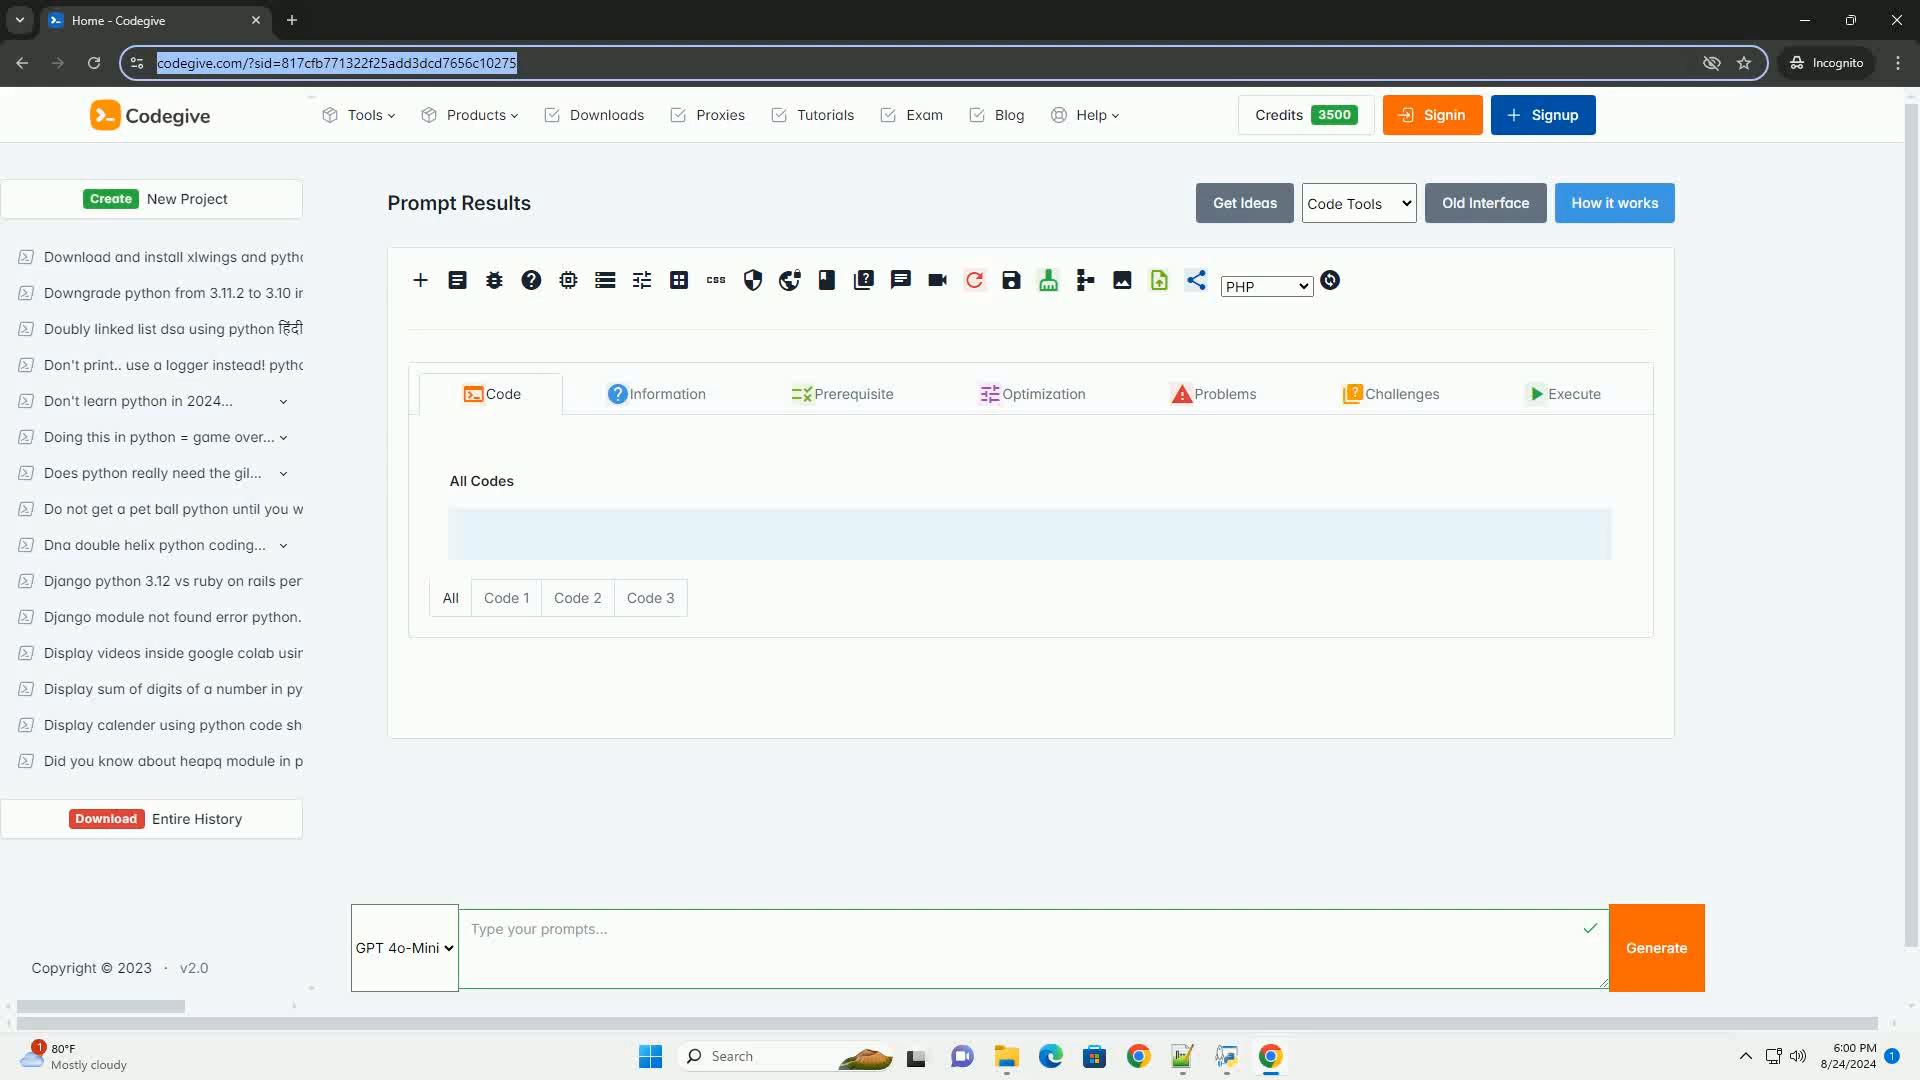 Home - Codegive
codegive.com/?sid=817cfb771322f25add3dcd7656c10275
Incognito
Codegive
Tools
Products
Downloads
Proxies
Tutorials
Exam
Blog
Help
Credits 3500
Signin
Signup
Create New Project
Download and install xlwings and pytho
Downgrade python from 3.11.2 to 3.10 in
Doubly linked list dsa using python हिंदी
Don't print.. use a logger instead! pytho
Don't learn python in 2024...
Doing this in python = game over...
Does python really need the gil...
Do not get a pet ball python until you w
Dna double helix python coding...
Django python 3.12 vs ruby on rails per
Django module not found error python.
Display videos inside google colab usin
Display sum of digits of a number in py
Display calender using python code sh
Did you know about heapq module in p
Download Entire History
Copyright © 2023 · v2.0
Prompt Results
Get Ideas
Code Tools
Old Interface
How it works
css
PHP
Code
Information
Prerequisite
Optimization
Problems
Challenges
Execute
All Codes
All
Code 1
Code 2
Code 3
GPT 4o-Mini
Type your prompts...
Generate
1
80°F
Mostly cloudy
Search
6:00 PM
8/24/2024
1